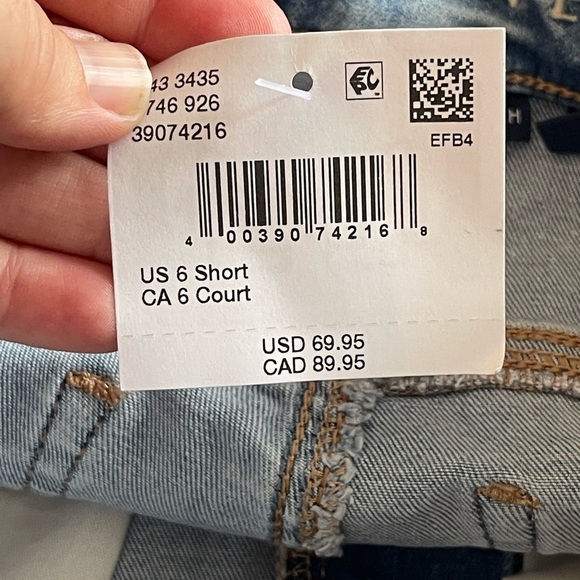 43 3435
746 926
39074216
EFB4
4 00390 74216 8
US 6 Short
CA 6 Court
USD 69.95
CAD 89.95
H